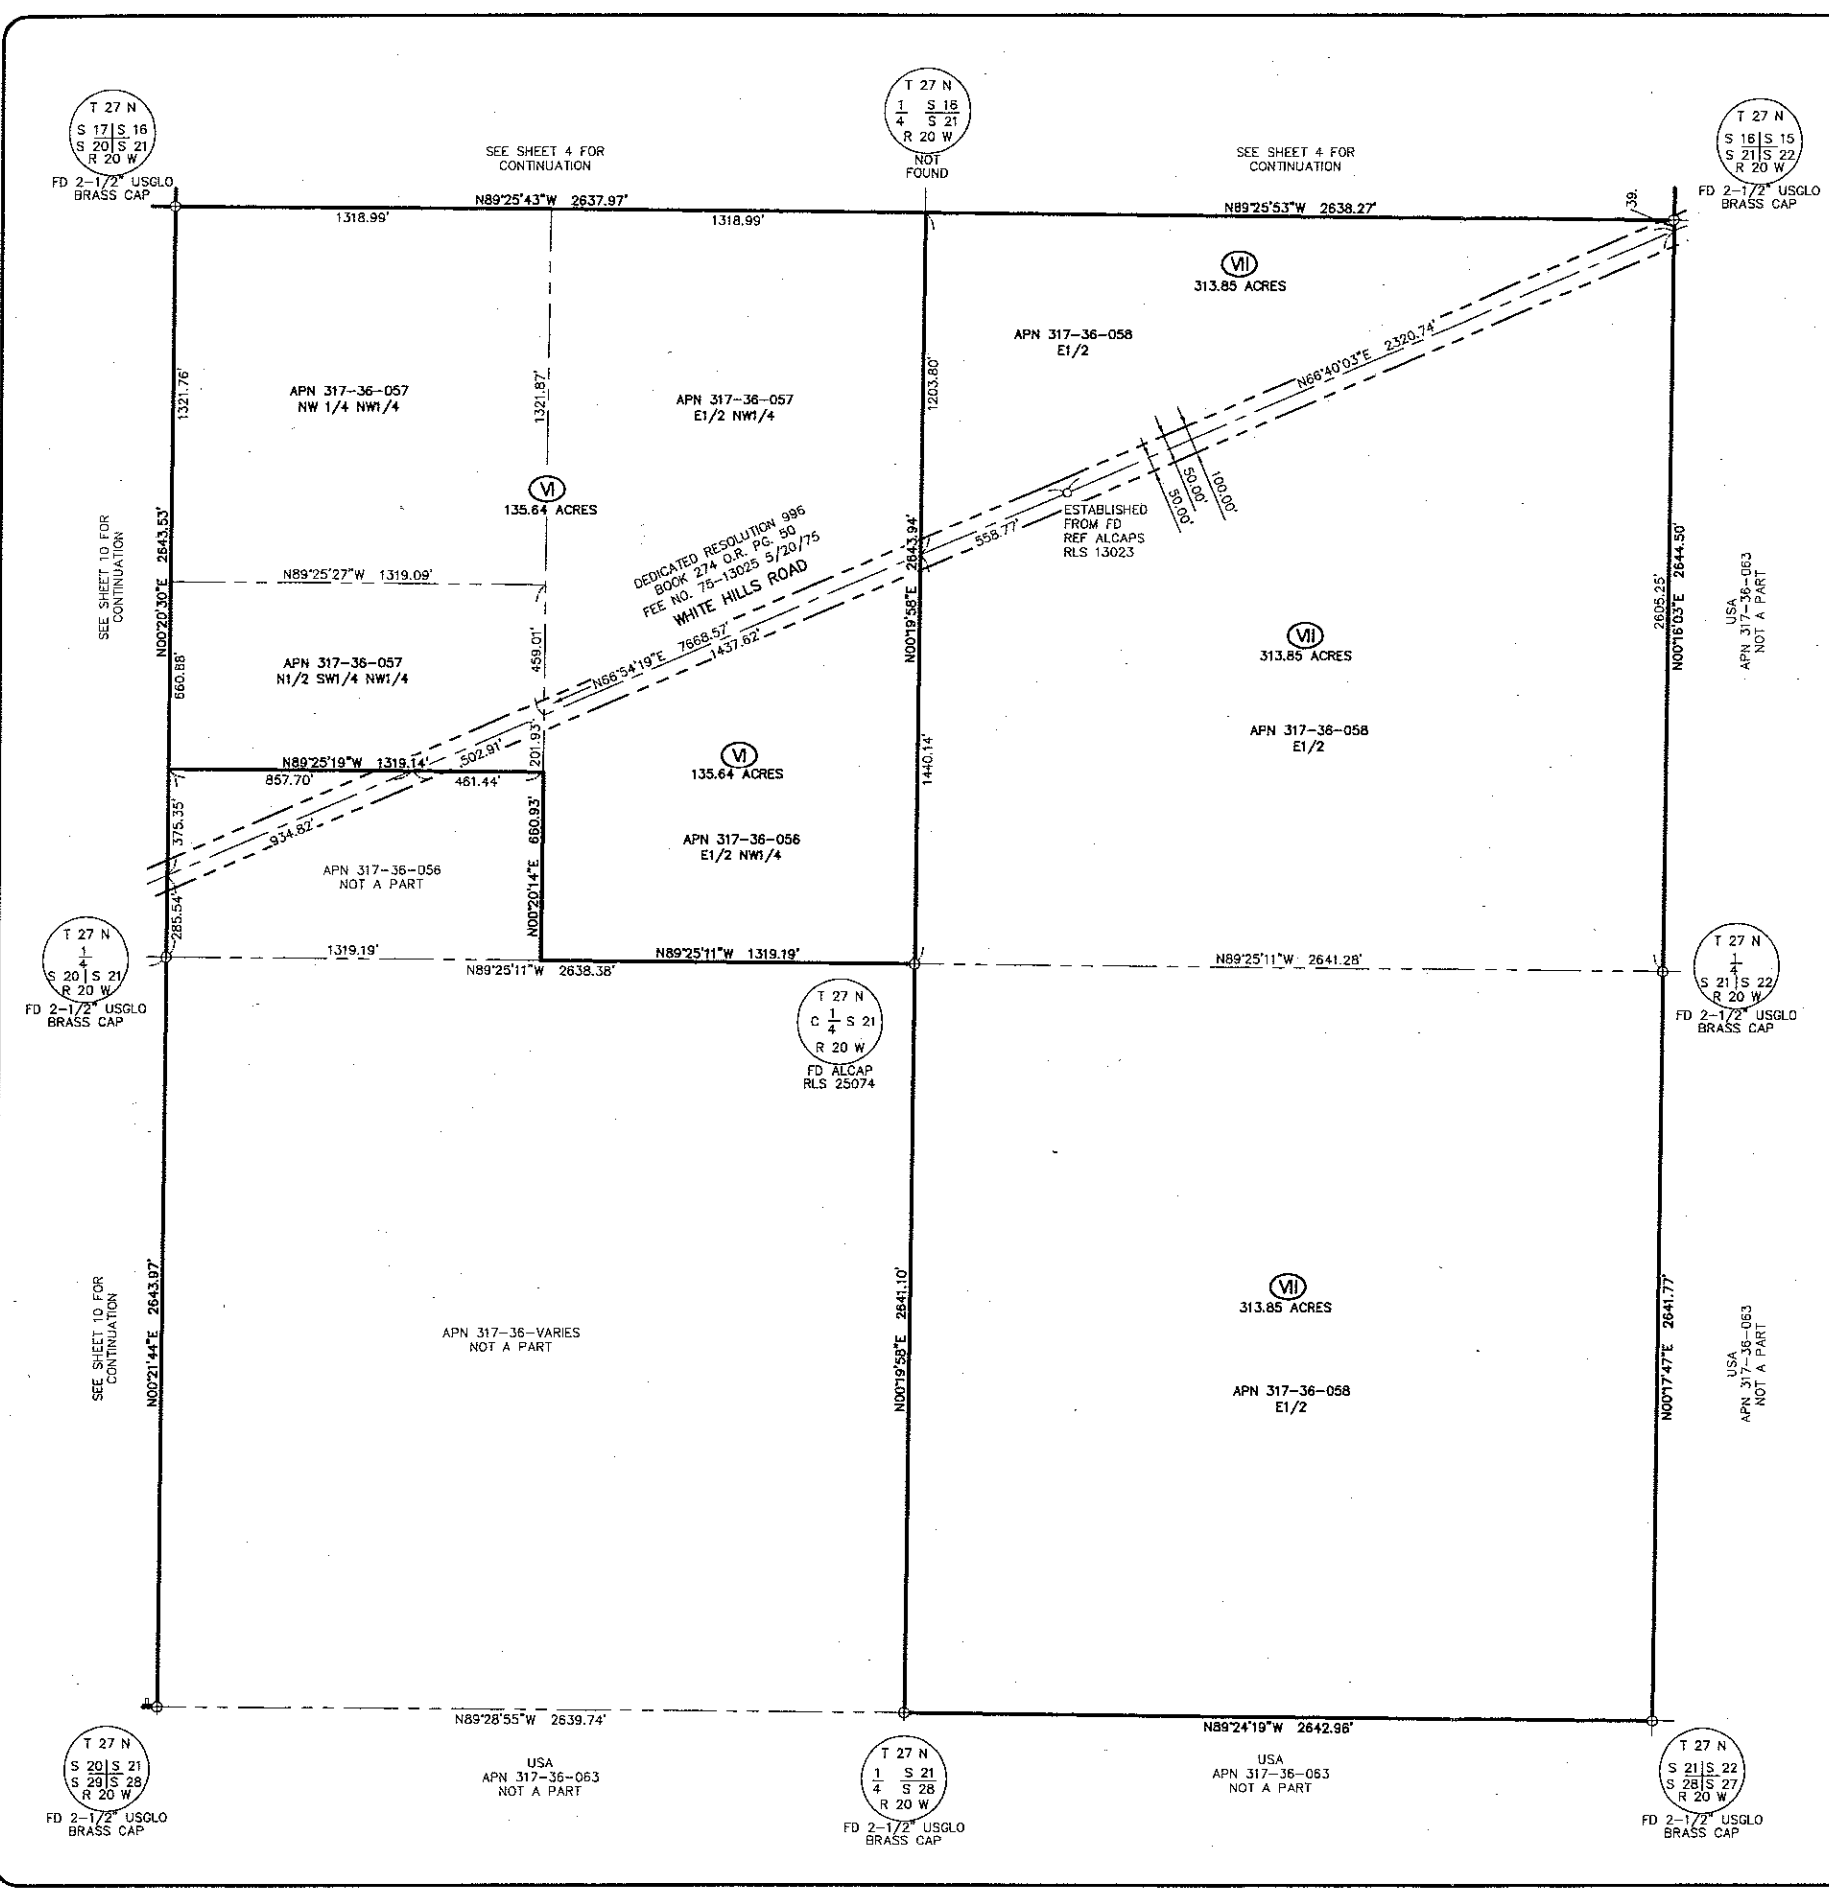 T 27 N
S 17 S 16
S 20 S 21
R 20 W
FD 2-1/2" USGLO
BRASS CAP
SEE SHEET 4 FOR
CONTINUATION
T 27 N
1/4 S 16
S 21
R 20 W
NOT
FOUND
SEE SHEET 4 FOR
CONTINUATION
T 27 N
S 16 S 15
S 21 S 22
R 20 W
FD 2-1/2" USGLO
BRASS CAP
N89°25'43"W 2637.97'
1318.99'
1318.99'
N89°25'53"W 2638.27'
39.
VII
313.85 ACRES
APN 317-36-058
E1/2
N66°40'03"E 2320.74'
1321.76'
APN 317-36-057
NW 1/4 NW1/4
1321.87'
APN 317-36-057
E1/2 NW1/4
1203.80'
VI
135.64 ACRES
50.00'
50.00'
100.00'
ESTABLISHED
FROM FD
REF ALCAPS
RLS 13023
558.77'
SEE SHEET 10 FOR
CONTINUATION
N00°20'30"E 2643.53'
N89°25'27"W 1319.09'
DEDICATED RESOLUTION 996
BOOK 274 O.R. PG. 50
FEE NO. 75-13025 5/20/75
WHITE HILLS ROAD
N66°54'19"E 7668.57'
1437.62'
N00°19'58"E 2643.94'
VII
313.85 ACRES
2605.25'
N00°16'03"E 2644.50'
USA
APN 317-36-063
NOT A PART
660.88'
APN 317-36-057
N1/2 SW1/4 NW1/4
459.01'
201.93'
502.91'
N89°25'19"W 1319.14'
857.70'
461.44'
VI
135.64 ACRES
1440.14'
APN 317-36-058
E1/2
375.35'
934.82'
N00°20'14"E 660.93'
APN 317-36-056
E1/2 NW1/4
APN 317-36-056
NOT A PART
285.54'
T 27 N
1/4
S 20 S 21
R 20 W
FD 2-1/2" USGLO
BRASS CAP
1319.19'
N89°25'11"W 2638.38'
N89°25'11"W 1319.19'
N89°25'11"W 2641.28'
T 27 N
1/4
S 21 S 22
R 20 W
FD 2-1/2" USGLO
BRASS CAP
T 27 N
C 1/4 S 21
R 20 W
FD ALCAP
RLS 25074
SEE SHEET 10 FOR
CONTINUATION
N00°21'44"E 2643.97'
APN 317-36-VARIES
NOT A PART
N00°19'58"E 2641.10'
VII
313.85 ACRES
APN 317-36-058
E1/2
N00°17'47"E 2641.77'
USA
APN 317-36-063
NOT A PART
N89°28'55"W 2639.74'
N89°24'19"W 2642.96'
T 27 N
S 20 S 21
S 29 S 28
R 20 W
FD 2-1/2" USGLO
BRASS CAP
USA
APN 317-36-063
NOT A PART
T 27 N
1/4 S 21
S 28
R 20 W
FD 2-1/2" USGLO
BRASS CAP
USA
APN 317-36-063
NOT A PART
T 27 N
S 21 S 22
S 28 S 27
R 20 W
FD 2-1/2" USGLO
BRASS CAP